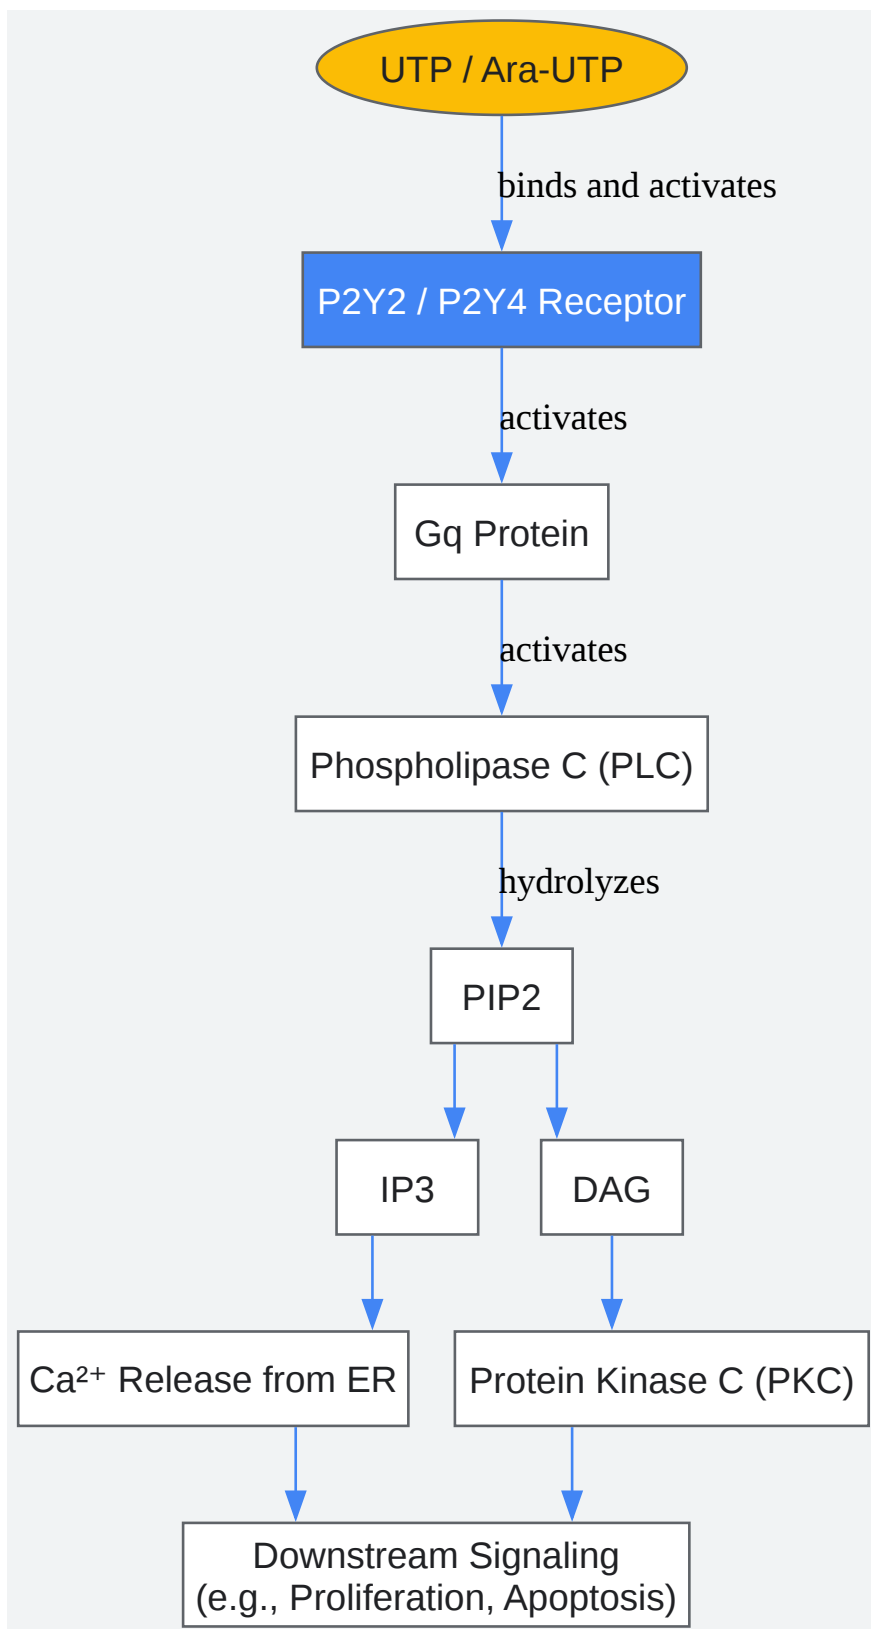 UTP / Ara-UTP
binds and activates
P2Y2 / P2Y4 Receptor
activates
Gq Protein
activates
Phospholipase C (PLC)
hydrolyzes
PIP2
IP3
DAG
Ca²⁺ Release from ER
Protein Kinase C (PKC)
Downstream Signaling
(e.g., Proliferation, Apoptosis)